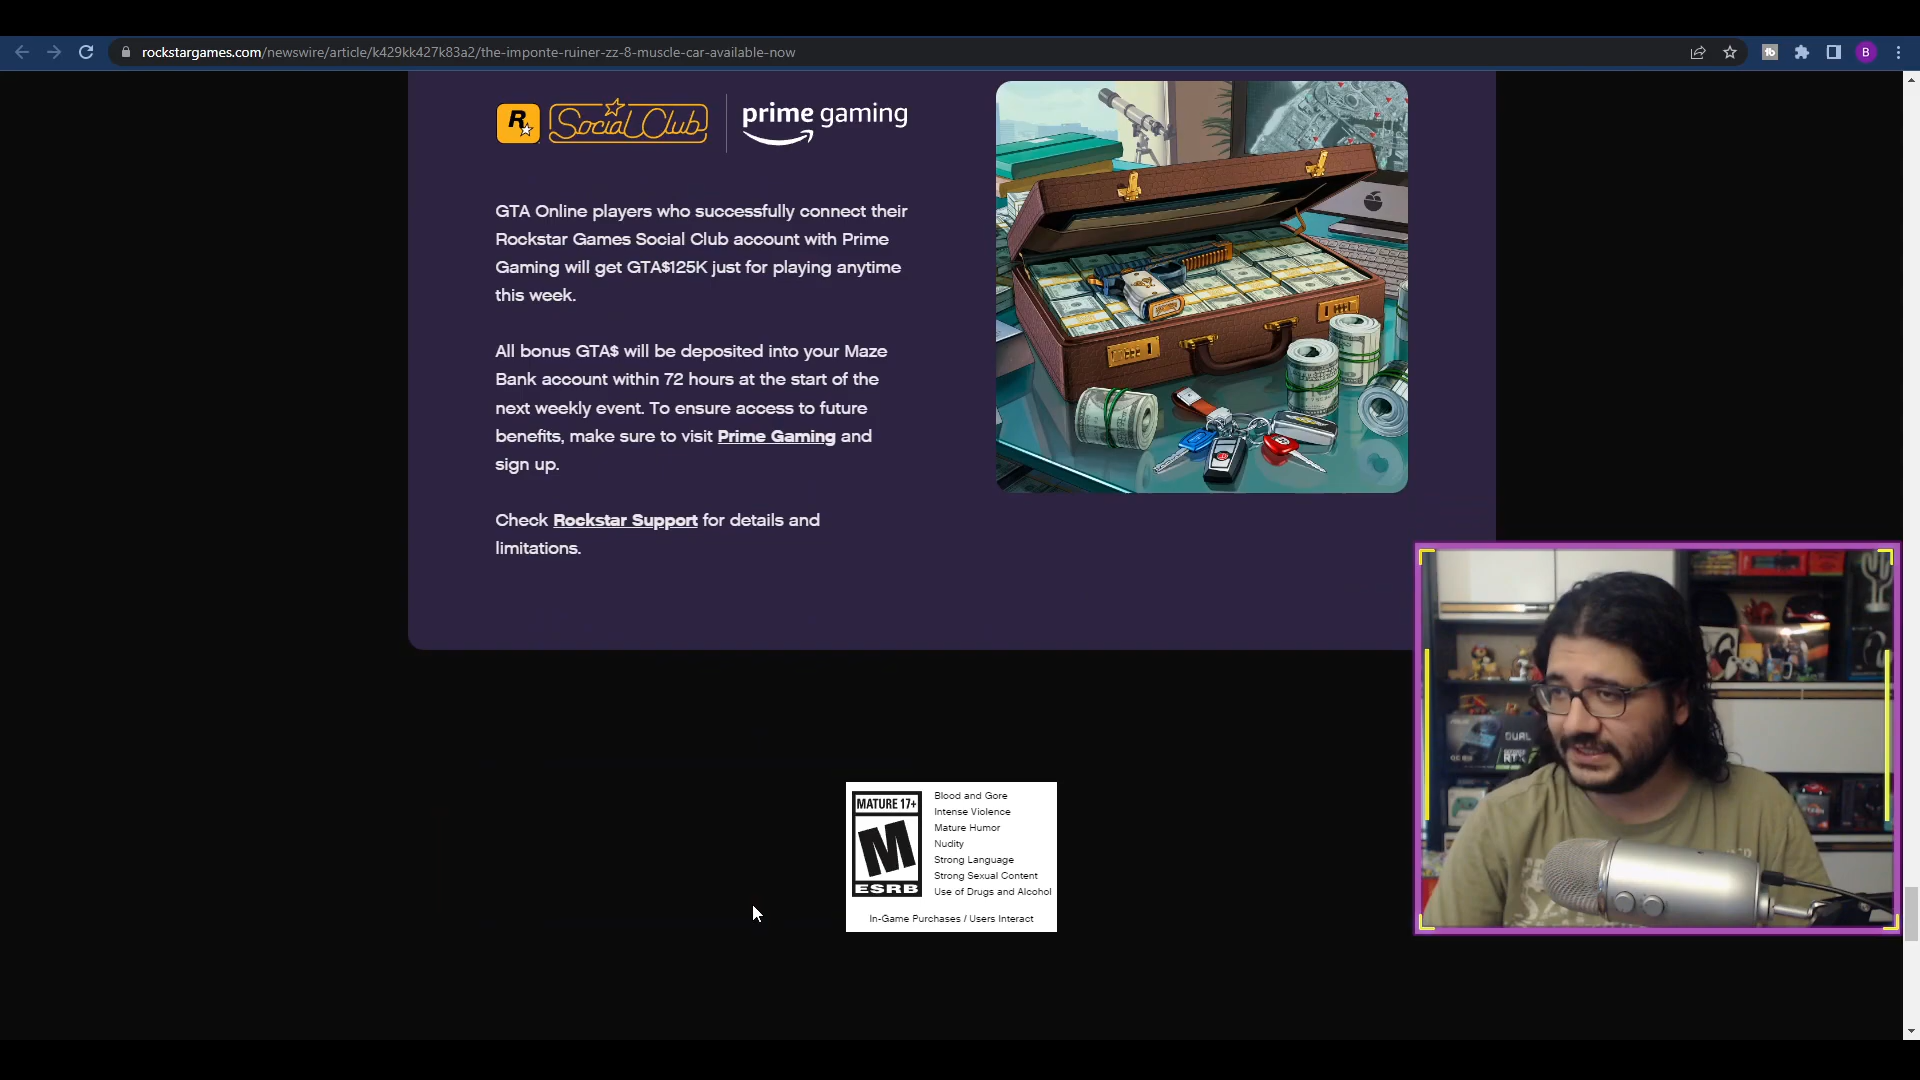 rockstargames.com/newswire/article/k429kk427k83a2/the-imponte-ruiner-zz-8-muscle-car-available-now
B
R
Social Club
prime gaming
GTA Online players who successfully connect their
Rockstar Games Social Club account with Prime
Gaming will get GTA$125K just for playing anytime
this week.
All bonus GTA$ will be deposited into your Maze
Bank account within 72 hours at the start of the
next weekly event. To ensure access to future
benefits, make sure to visit Prime Gaming and
sign up.
Check Rockstar Support for details and
limitations.
DUAL
RTX
MATURE 17+
M
ESRB
Blood and Gore
Intense Violence
Mature Humor
Nudity
Strong Language
Strong Sexual Content
Use of Drugs and Alcohol
In-Game Purchases / Users Interact